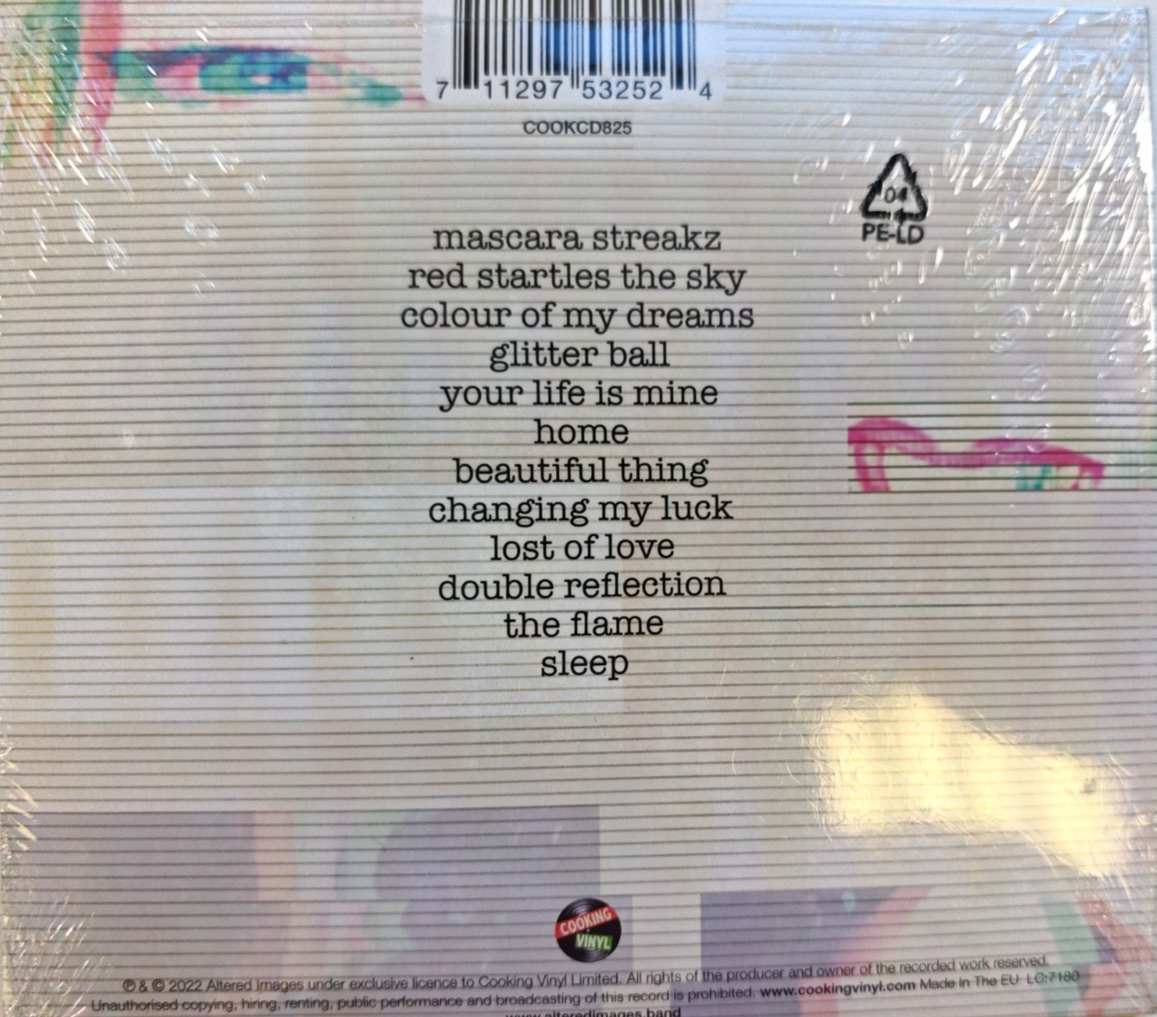 7 11297 53252 4
COOKCD825
04
PE-LD
mascara streakz
red startles the sky
colour of my dreams
glitter ball
your life is mine
home
beautiful thing
changing my luck
lost of love
double reflection
the flame
sleep
COOKING
VINYL
℗ & © 2022 Altered Images under exclusive licence to Cooking Vinyl Limited. All rights of the producer and owner of the recorded work reserved.
Unauthorised copying, hiring, renting, public performance and broadcasting of this record is prohibited. www.cookingvinyl.com Made In The EU LC:7180
www.alteredimages.band